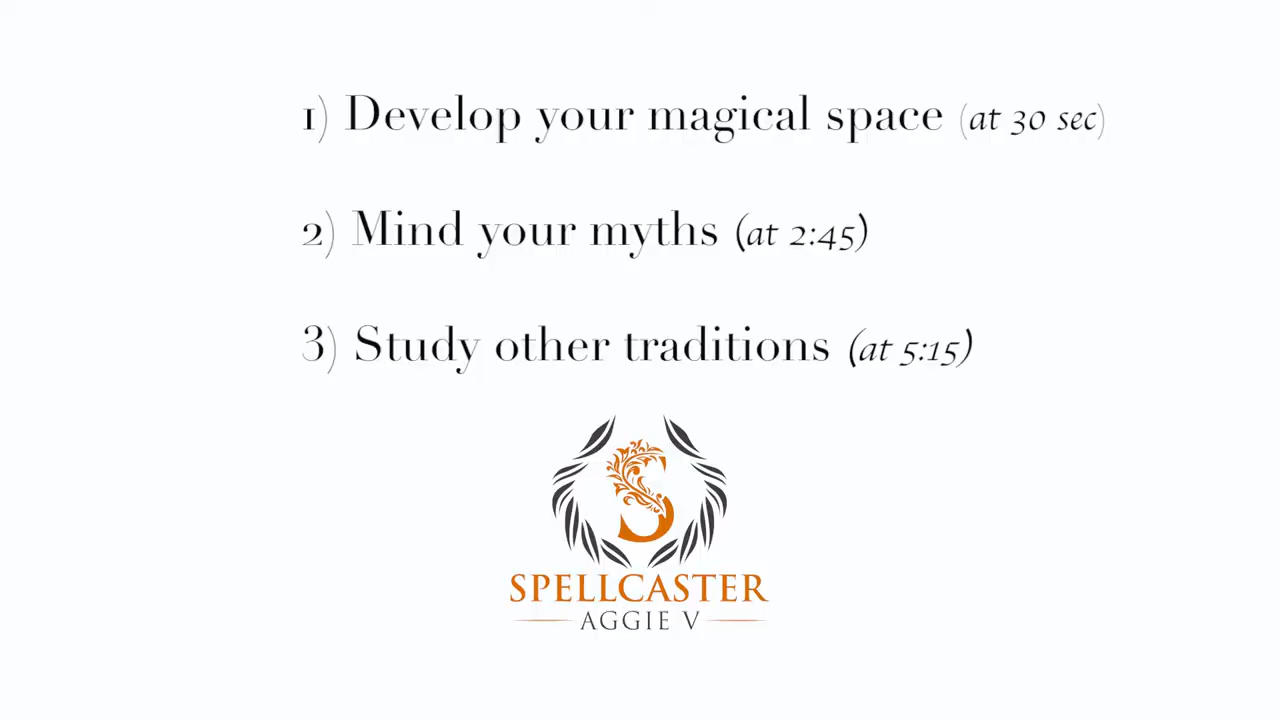 1) Develop your magical space (at 30 sec)
2) Mind your myths (at 2:45)
3) Study other traditions (at 5:15)
S
SPELLCASTER
AGGIE V